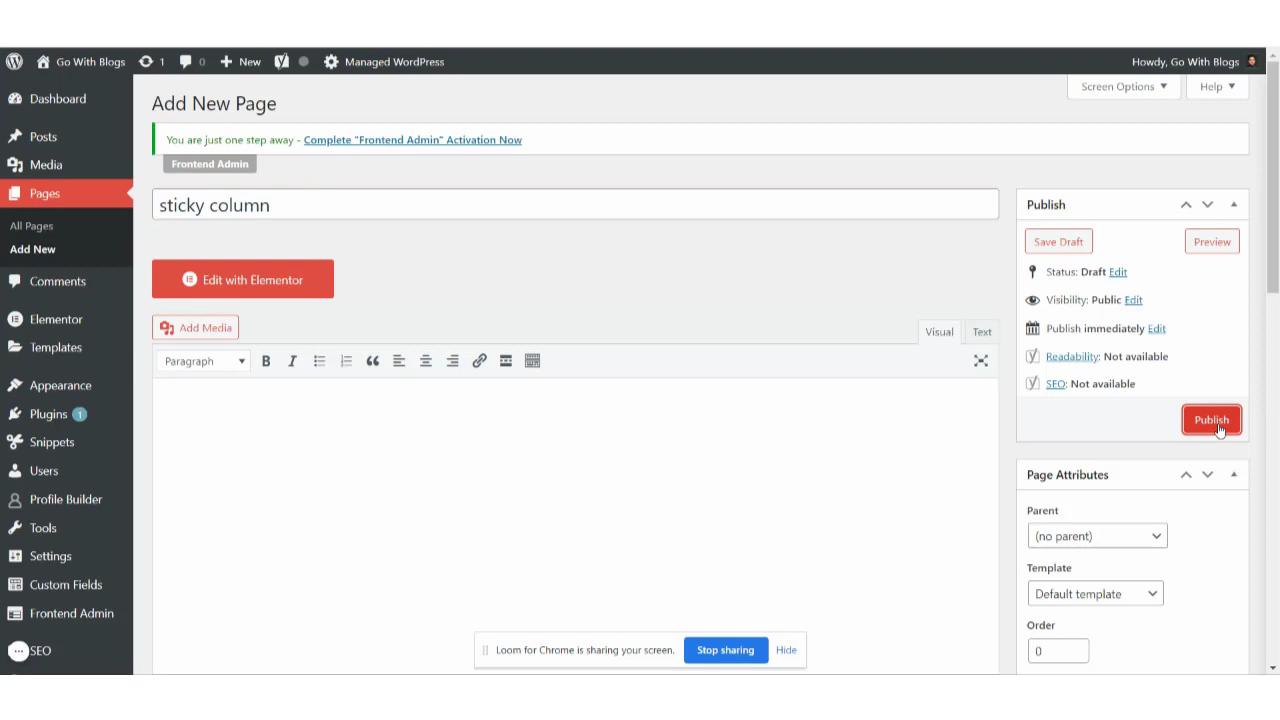 Go With Blogs 1 0 New Managed WordPress Howdy, Go With Blogs
Screen Options Help
Dashboard
Posts
Media
Pages
All Pages
Add New
Comments
Elementor
Templates
Appearance
Plugins 1
Snippets
Users
Profile Builder
Tools
Settings
Custom Fields
Frontend Admin
SEO
Add New Page
You are just one step away - Complete "Frontend Admin" Activation Now
Frontend Admin
sticky column
Edit with Elementor
Add Media
Visual Text
Paragraph B I
Publish
Save Draft Preview
Status: Draft Edit
Visibility: Public Edit
Publish immediately Edit
Readability: Not available
SEO: Not available
Publish
Page Attributes
Parent
(no parent)
Template
Default template
Order
0
Loom for Chrome is sharing your screen. Stop sharing Hide